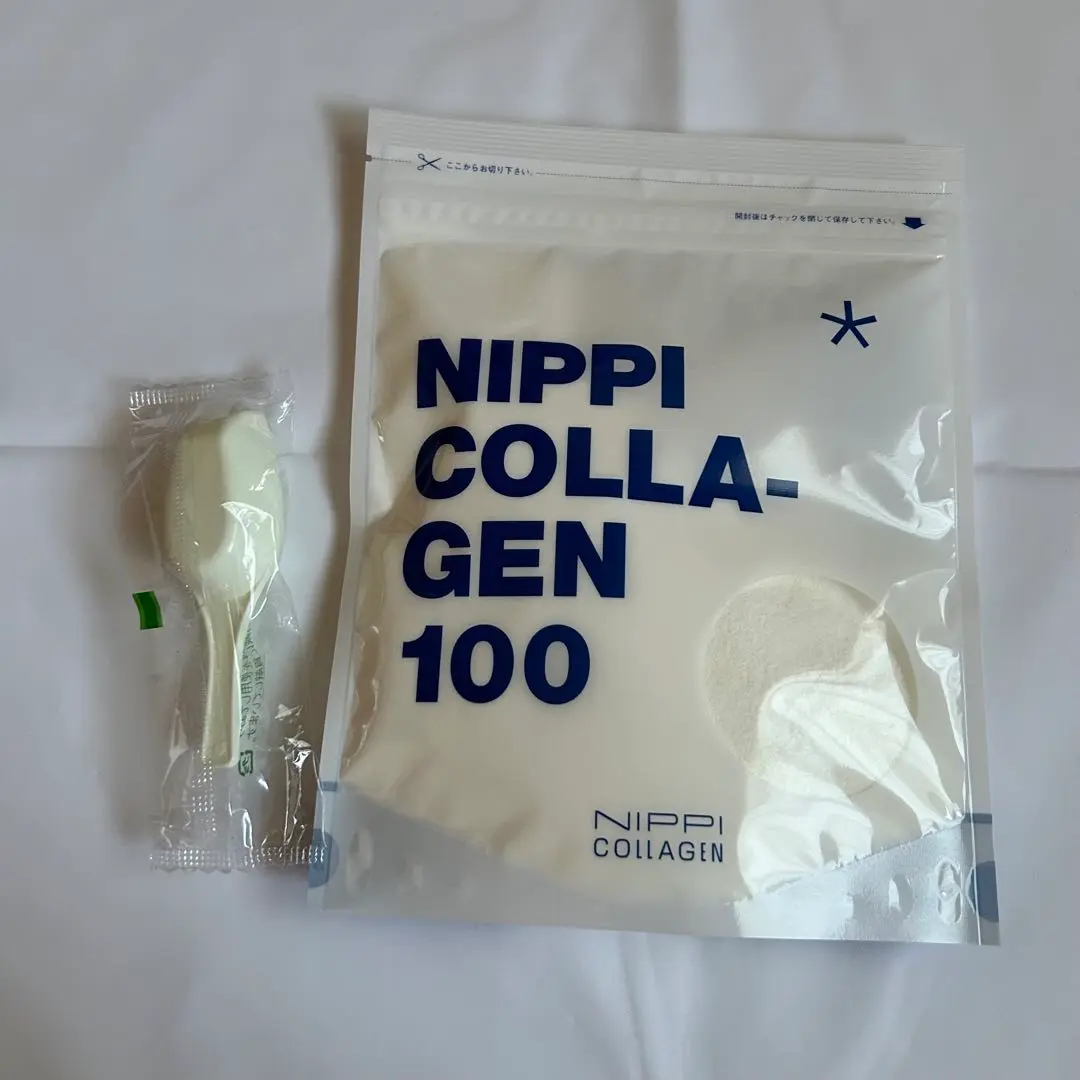 ここからお切り下さい。
開封後はチャックを閉じて保存して下さい。
*
NIPPI
COLLA-
GEN
100
NIPPI
COLLAGEN